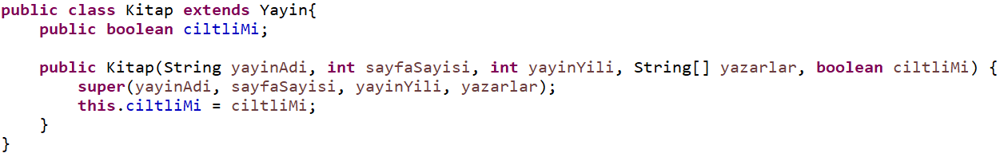 public class Kitap extends Yayin{
    public boolean ciltliMi;

    public Kitap(String yayinAdi, int sayfaSayisi, int yayinYili, String[] yazarlar, boolean ciltliMi) {
        super(yayinAdi, sayfaSayisi, yayinYili, yazarlar);
        this.ciltliMi = ciltliMi;
    }
}